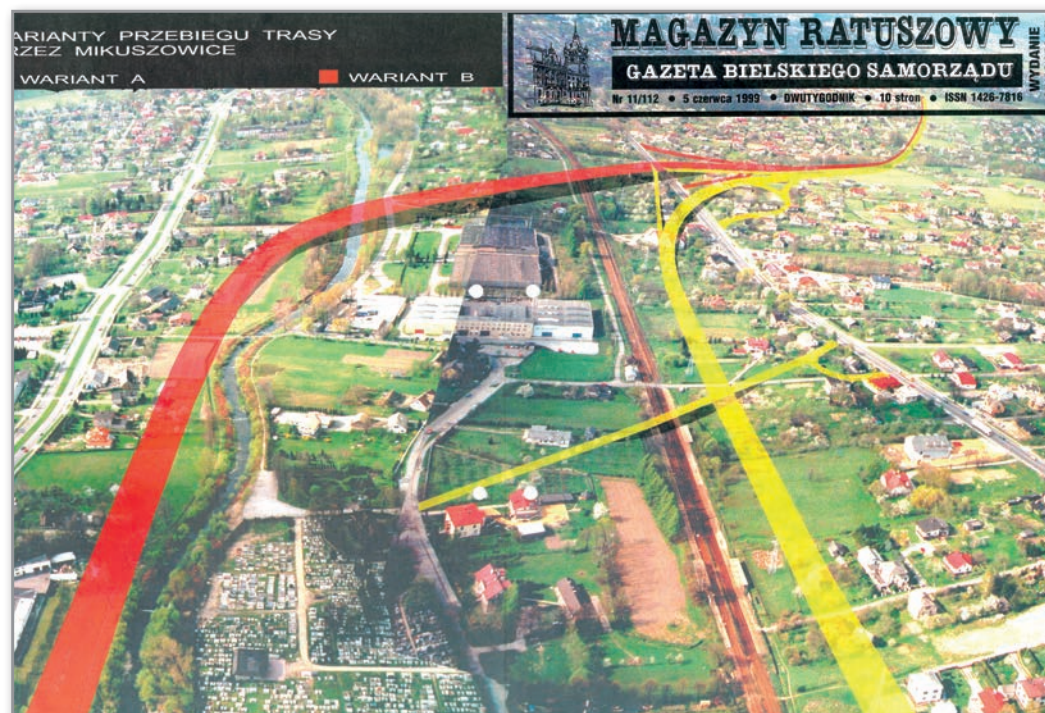 ARIANTY PRZEBIEGU TRASY
RZEZ MIKUSZOWICE
WARIANT A
WARIANT B
MAGAZYN RATUSZOWY
GAZETA BIELSKIEGO SAMORZĄDU
Nr 11/112 • 5 czerwca 1999 • DWUTYGODNIK • 10 stron • ISSN 1426-7816
WYDANIE